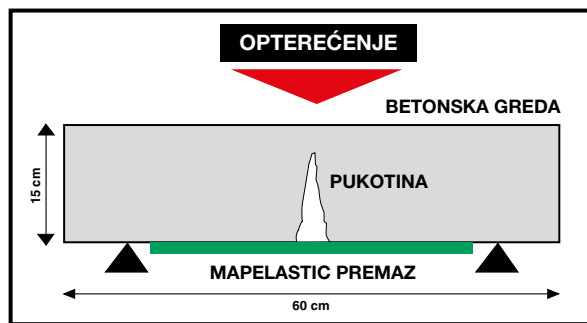 OPTEREĆENJE
BETONSKA GREDA
15 cm
PUKOTINA
MAPELASTIC PREMAZ
60 cm